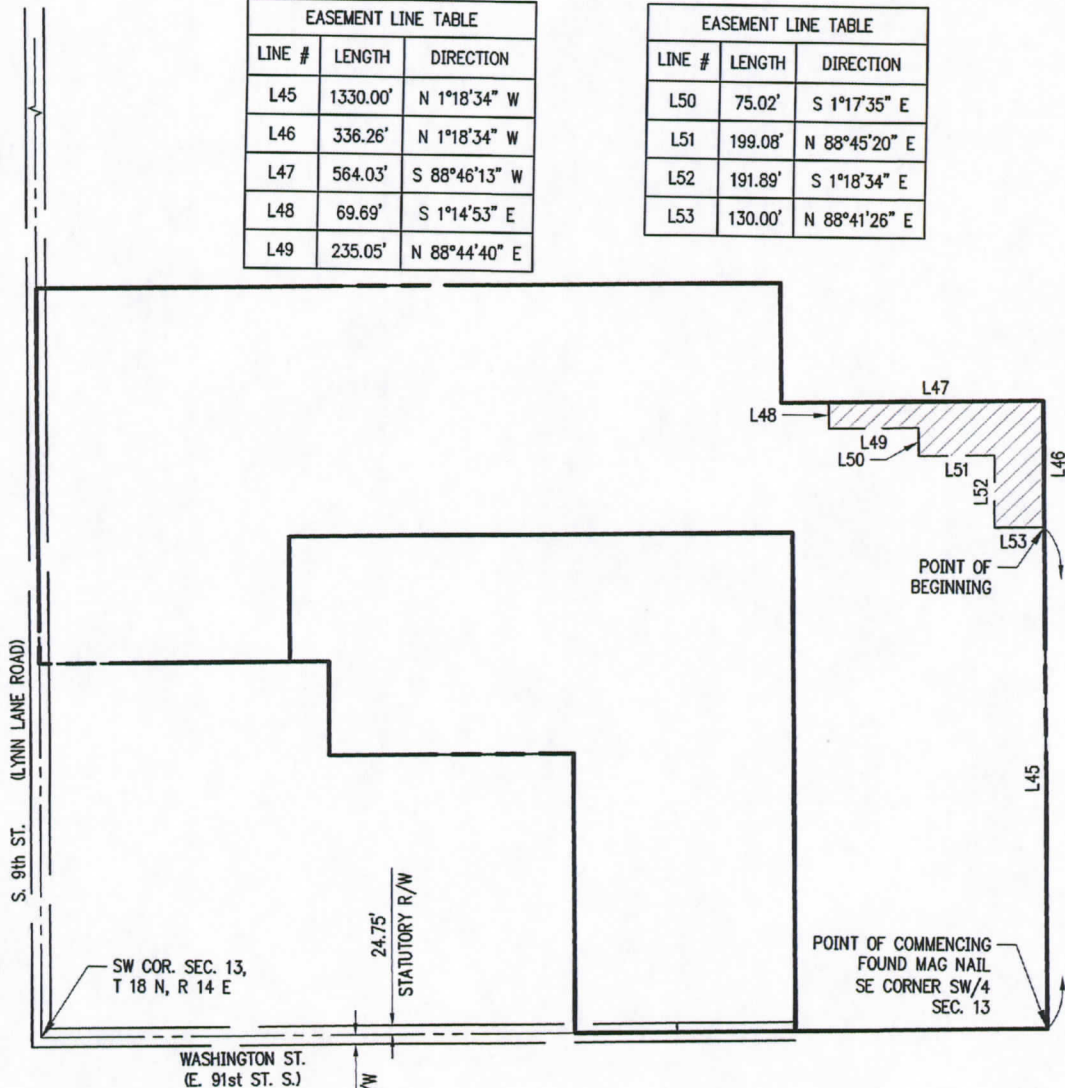 EASEMENT LINE TABLE
LINE # LENGTH DIRECTION
L45 1330.00' N 1°18'34" W
L46 336.26' N 1°18'34" W
L47 564.03' S 88°46'13" W
L48 69.69' S 1°14'53" E
L49 235.05' N 88°44'40" E
EASEMENT LINE TABLE
LINE # LENGTH DIRECTION
L50 75.02' S 1°17'35" E
L51 199.08' N 88°45'20" E
L52 191.89' S 1°18'34" E
L53 130.00' N 88°41'26" E
L47
L48
L49
L50
L51
L46
L52
L53
POINT OF
BEGINNING
L45
S. 9th ST. (LYNN LANE ROAD)
24.75'
STATUTORY R/W
SW COR. SEC. 13,
T 18 N, R 14 E
POINT OF COMMENCING
FOUND MAG NAIL
SE CORNER SW/4
SEC. 13
WASHINGTON ST.
(E. 91st ST. S.)